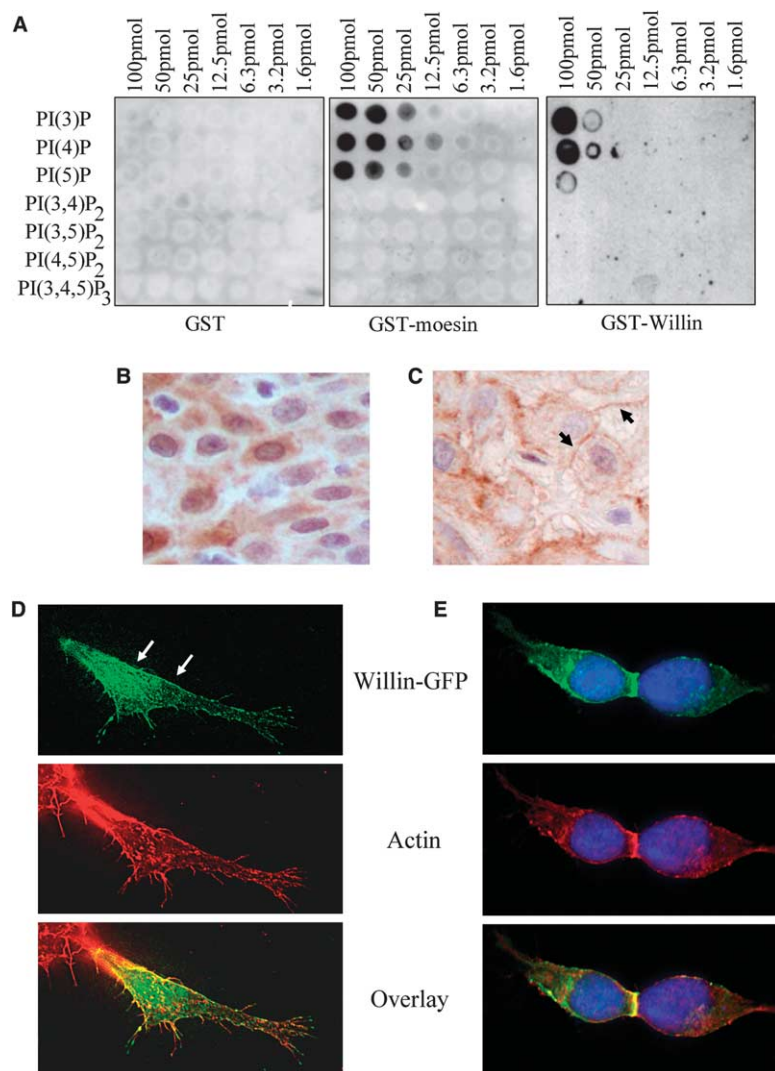 A
100pmol 50pmol 25pmol 12.5pmol 6.3pmol 3.2pmol 1.6pmol
100pmol 50pmol 25pmol 12.5pmol 6.3pmol 3.2pmol 1.6pmol
100pmol 50pmol 25pmol 12.5pmol 6.3pmol 3.2pmol 1.6pmol
PI(3)P
PI(4)P
PI(5)P
PI(3,4)P2
PI(3,5)P2
PI(4,5)P2
PI(3,4,5)P3
GST GST-moesin GST-Willin
B C
D E
Willin-GFP
Actin
Overlay